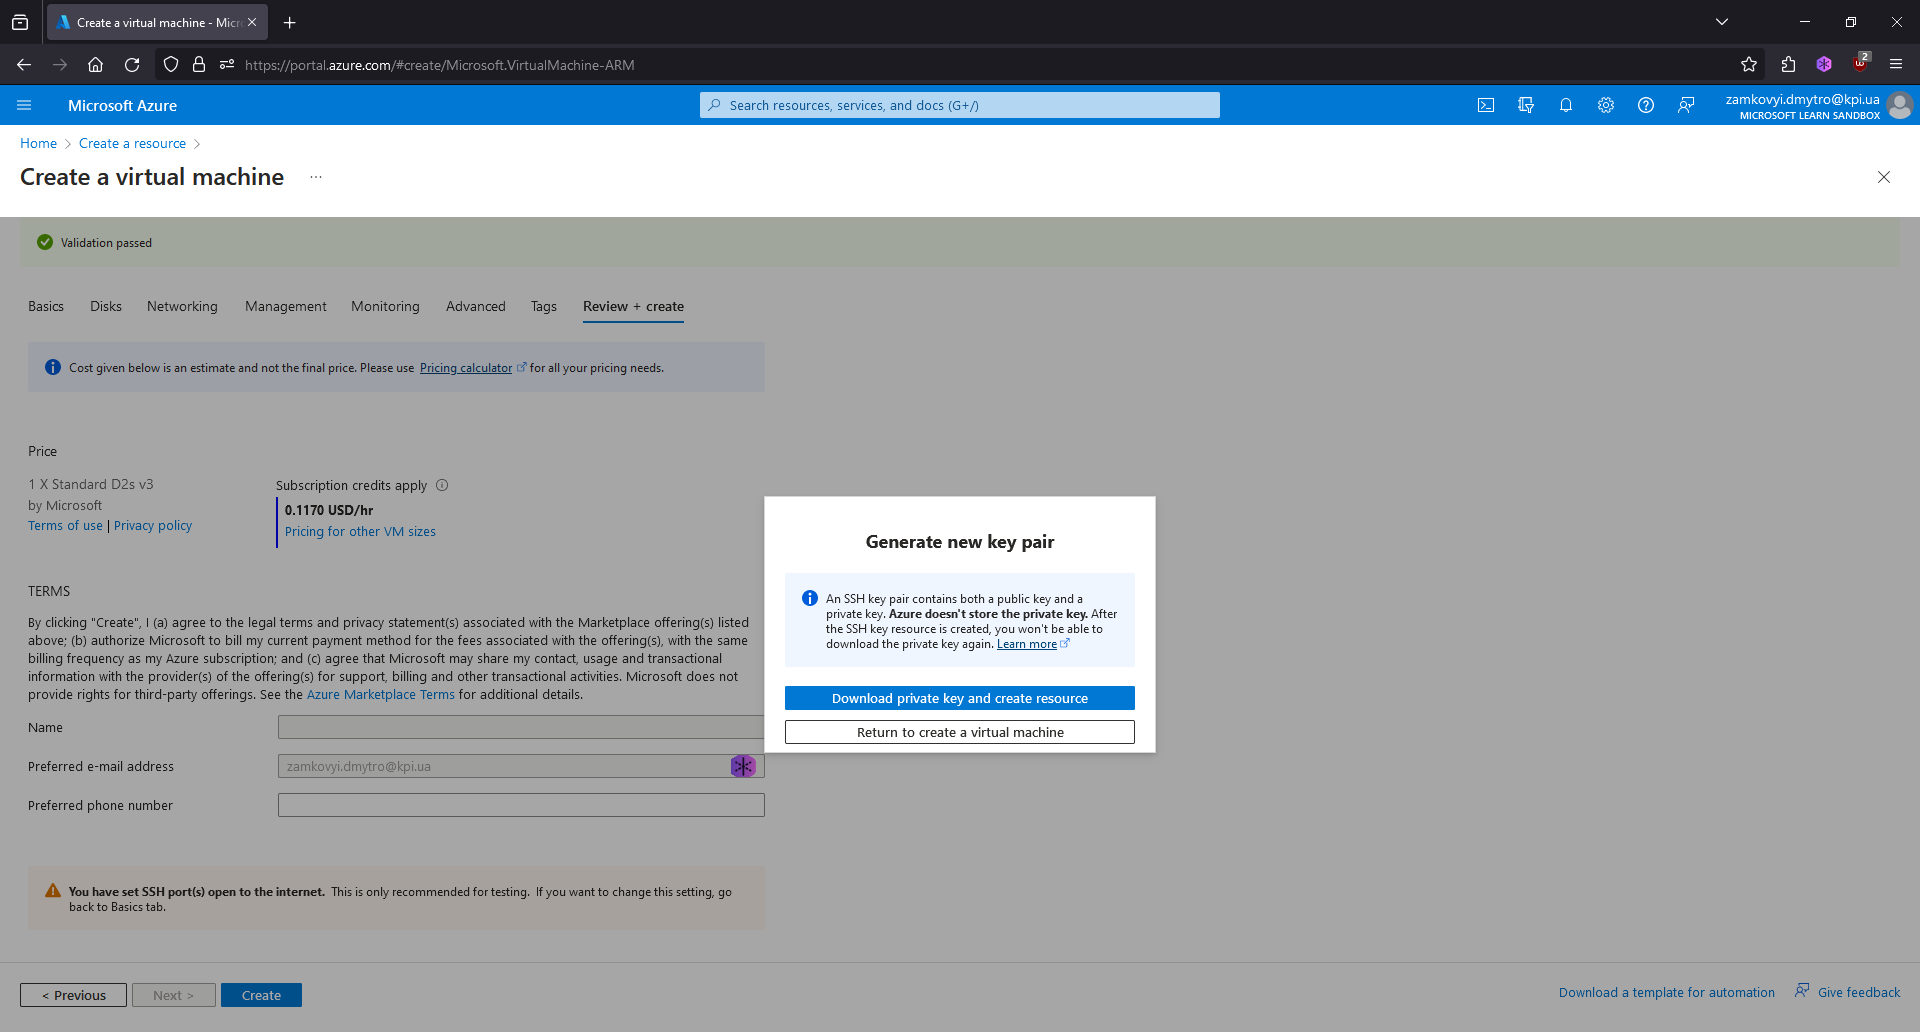 Create a virtual machine - Micr
https://portal.azure.com/#create/Microsoft.VirtualMachine-ARM
2
Microsoft Azure
Search resources, services, and docs (G+/)
zamkovyi.dmytro@kpi.ua
MICROSOFT LEARN SANDBOX
Home > Create a resource >
Create a virtual machine ...
Validation passed
Basics Disks Networking Management Monitoring Advanced Tags Review + create
Cost given below is an estimate and not the final price. Please use Pricing calculator for all your pricing needs.
Price
1 X Standard D2s v3
by Microsoft
Terms of use | Privacy policy
Subscription credits apply
0.1170 USD/hr
Pricing for other VM sizes
TERMS
By clicking "Create", I (a) agree to the legal terms and privacy statement(s) associated with the Marketplace offering(s) listed
above; (b) authorize Microsoft to bill my current payment method for the fees associated with the offering(s), with the same
billing frequency as my Azure subscription; and (c) agree that Microsoft may share my contact, usage and transactional
information with the provider(s) of the offering(s) for support, billing and other transactional activities. Microsoft does not
provide rights for third-party offerings. See the Azure Marketplace Terms for additional details.
Name
Preferred e-mail address zamkovyi.dmytro@kpi.ua
Preferred phone number
You have set SSH port(s) open to the internet. This is only recommended for testing. If you want to change this setting, go
back to Basics tab.
Generate new key pair
An SSH key pair contains both a public key and a
private key. Azure doesn't store the private key. After
the SSH key resource is created, you won't be able to
download the private key again. Learn more
Download private key and create resource
Return to create a virtual machine
< Previous Next > Create
Download a template for automation Give feedback